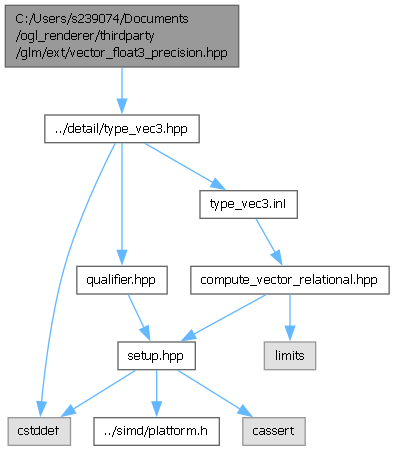 C:/Users/s239074/Documents
/ogl_renderer/thirdparty
/glm/ext/vector_float3_precision.hpp
../detail/type_vec3.hpp
type_vec3.inl
qualifier.hpp
compute_vector_relational.hpp
setup.hpp
limits
cstddef
../simd/platform.h
cassert